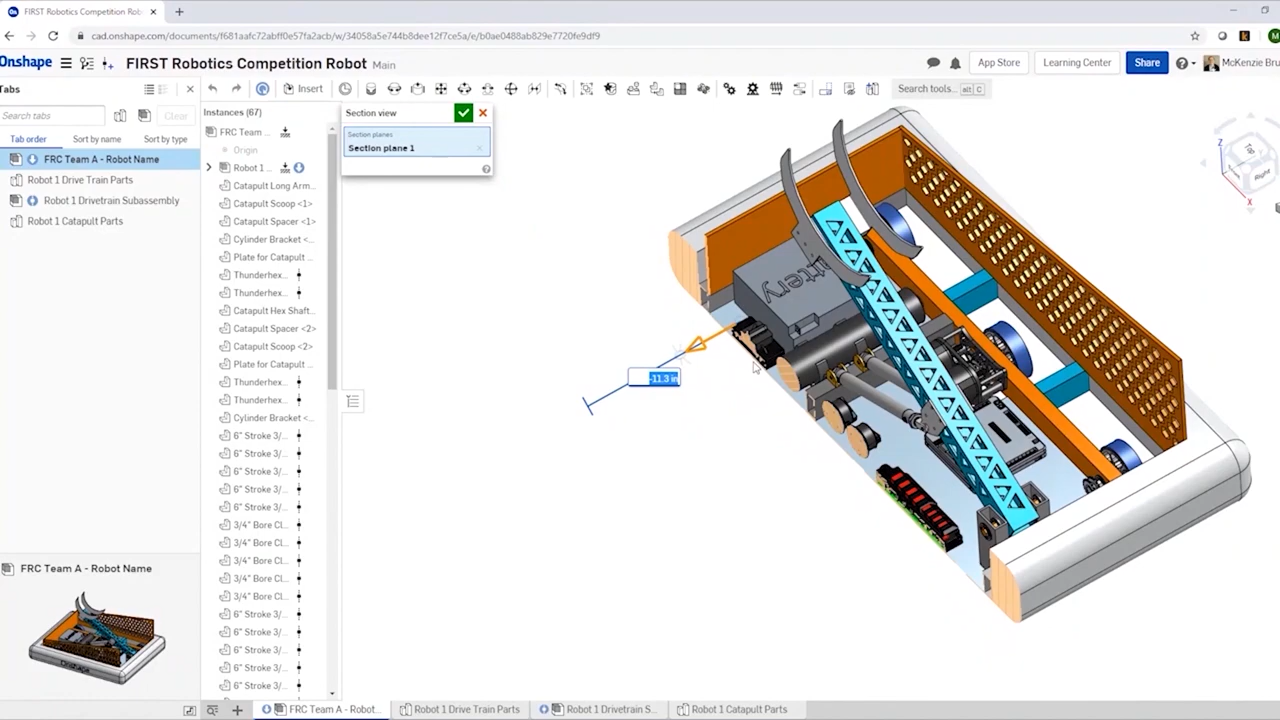 FIRST Robotics Competition Rob
cad.onshape.com/documents/f681aafc72abff0e57fa2acb/w/34058a5e744b8dee12f7ce5a/e/b0ae0488ab829e7720fe9df9
Onshape FIRST Robotics Competition Robot Main App Store Learning Center Share McKenzie Bru
Tabs
Insert
Search tools... alt C
Search tabs
Clear
Tab order Sort by name Sort by type
FRC Team A - Robot Name
Robot 1 Drive Train Parts
Robot 1 Drivetrain Subassembly
Robot 1 Catapult Parts
Instances (67)
FRC Team ...
Origin
Robot 1 ...
Catapult Long Arm...
Catapult Scoop <1>
Catapult Spacer <1>
Cylinder Bracket <...
Plate for Catapult ...
Thunderhex...
Thunderhex...
Catapult Hex Shaft...
Catapult Spacer <2>
Catapult Scoop <2>
Plate for Catapult ...
Thunderhex...
Thunderhex...
Cylinder Bracket <...
6" Stroke 3/...
6" Stroke 3/...
6" Stroke 3/...
6" Stroke 3/...
6" Stroke 3/...
3/4" Bore Cl...
3/4" Bore Cl...
3/4" Bore Cl...
3/4" Bore Cl...
3/4" Bore Cl...
6" Stroke 3/...
6" Stroke 3/...
6" Stroke 3/...
6" Stroke 3/...
6" Stroke 3/...
Section view
Section planes
Section plane 1
-11.3 in
Top
Right
Z
X
FRC Team A - Robot Name
FRC Team A - Robot...
Robot 1 Drive Train Parts
Robot 1 Drivetrain S...
Robot 1 Catapult Parts